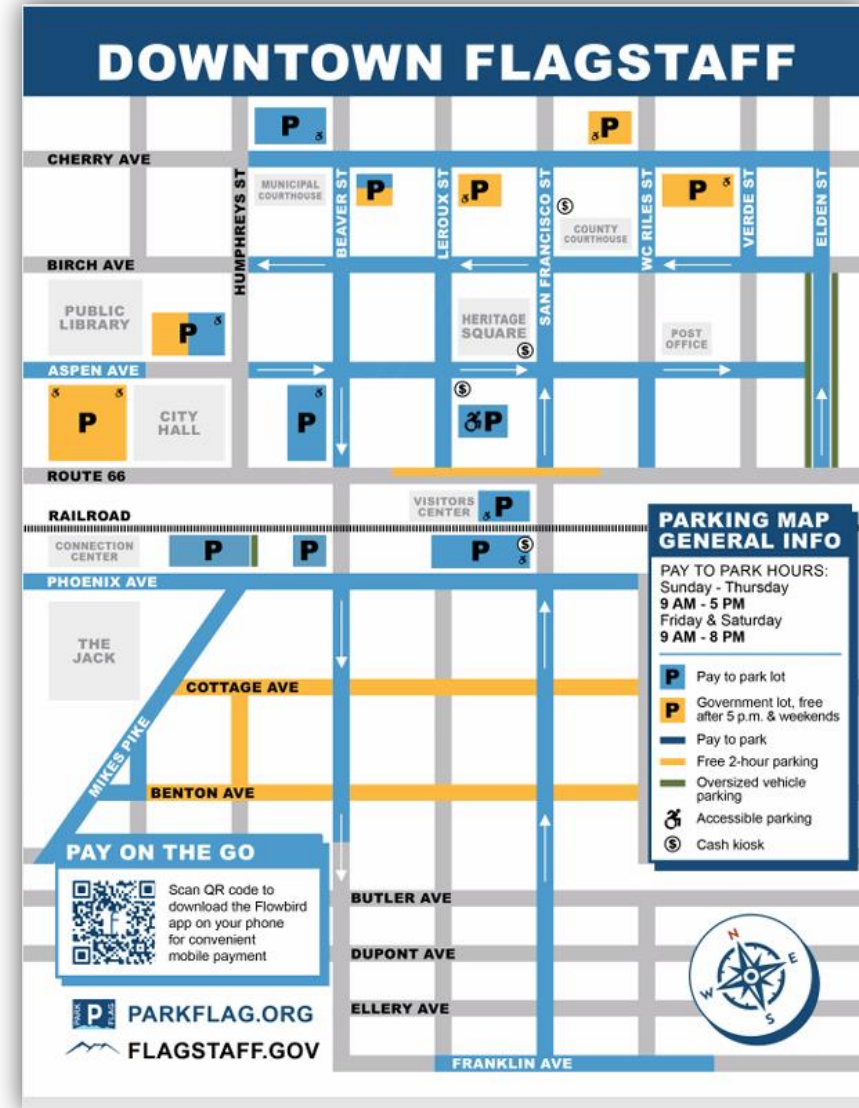 DOWNTOWN FLAGSTAFF
P
P
CHERRY AVE
HUMPHREYS ST
MUNICIPAL
COURTHOUSE
BEAVER ST
P
LEROUX ST
P
SAN FRANCISCO ST
$
COUNTY
COURTHOUSE
WC RILES ST
P
VERDE ST
ELDEN ST
BIRCH AVE
PUBLIC
LIBRARY
P
HERITAGE
SQUARE
$
POST
OFFICE
ASPEN AVE
P
CITY
HALL
P
$
P
ROUTE 66
VISITORS
CENTER
P
RAILROAD
CONNECTION
CENTER
P
P
P
$
PHOENIX AVE
THE
JACK
COTTAGE AVE
MIKES PIKE
BENTON AVE
PARKING MAP
GENERAL INFO
PAY TO PARK HOURS:
Sunday - Thursday
9 AM - 5 PM
Friday & Saturday
9 AM - 8 PM
P Pay to park lot
P Government lot, free
after 5 p.m. & weekends
Pay to park
Free 2-hour parking
Oversized vehicle
parking
Accessible parking
$ Cash kiosk
PAY ON THE GO
Scan QR code to
download the Flowbird
app on your phone
for convenient
mobile payment
f
BUTLER AVE
DUPONT AVE
ELLERY AVE
FRANKLIN AVE
N
E
W
S
PARK P FLAG
PARKFLAG.ORG
FLAGSTAFF.GOV